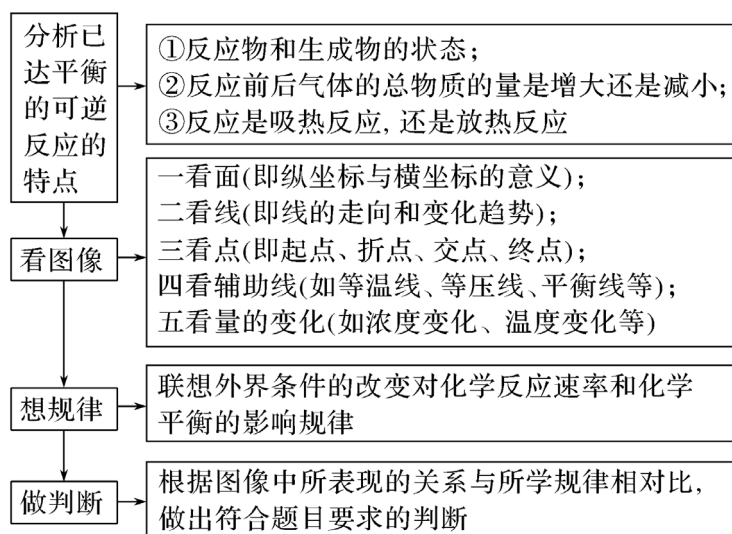 分析已
达平衡
的可逆
反应的
特点
①反应物和生成物的状态;
②反应前后气体的总物质的量是增大还是减小;
③反应是吸热反应,还是放热反应
看图像
一看面(即纵坐标与横坐标的意义);
二看线(即线的走向和变化趋势);
三看点(即起点、折点、交点、终点);
四看辅助线(如等温线、等压线、平衡线等);
五看量的变化(如浓度变化、温度变化等)
想规律
联想外界条件的改变对化学反应速率和化学
平衡的影响规律
做判断
根据图像中所表现的关系与所学规律相对比,
做出符合题目要求的判断